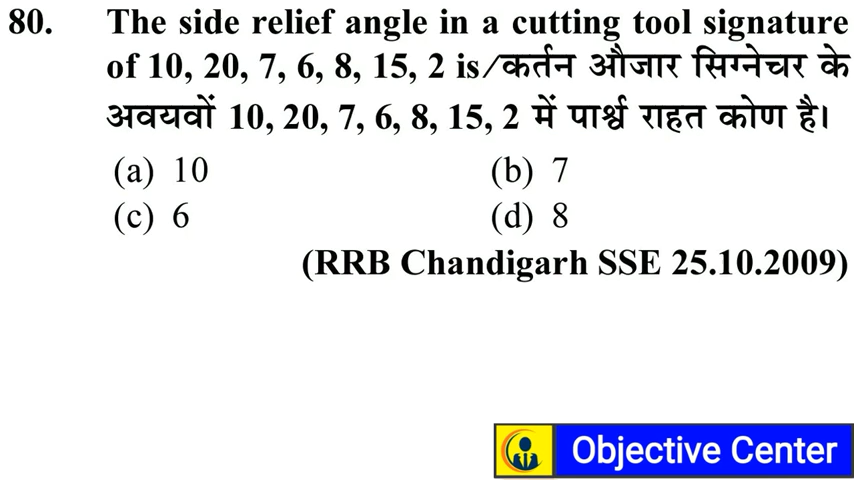 80. The side relief angle in a cutting tool signature
of 10, 20, 7, 6, 8, 15, 2 is/कर्तन औजार सिग्नेचर के
अवयवों 10, 20, 7, 6, 8, 15, 2 में पार्श्व राहत कोण है।
(a) 10 (b) 7
(c) 6 (d) 8
(RRB Chandigarh SSE 25.10.2009)
Objective Center